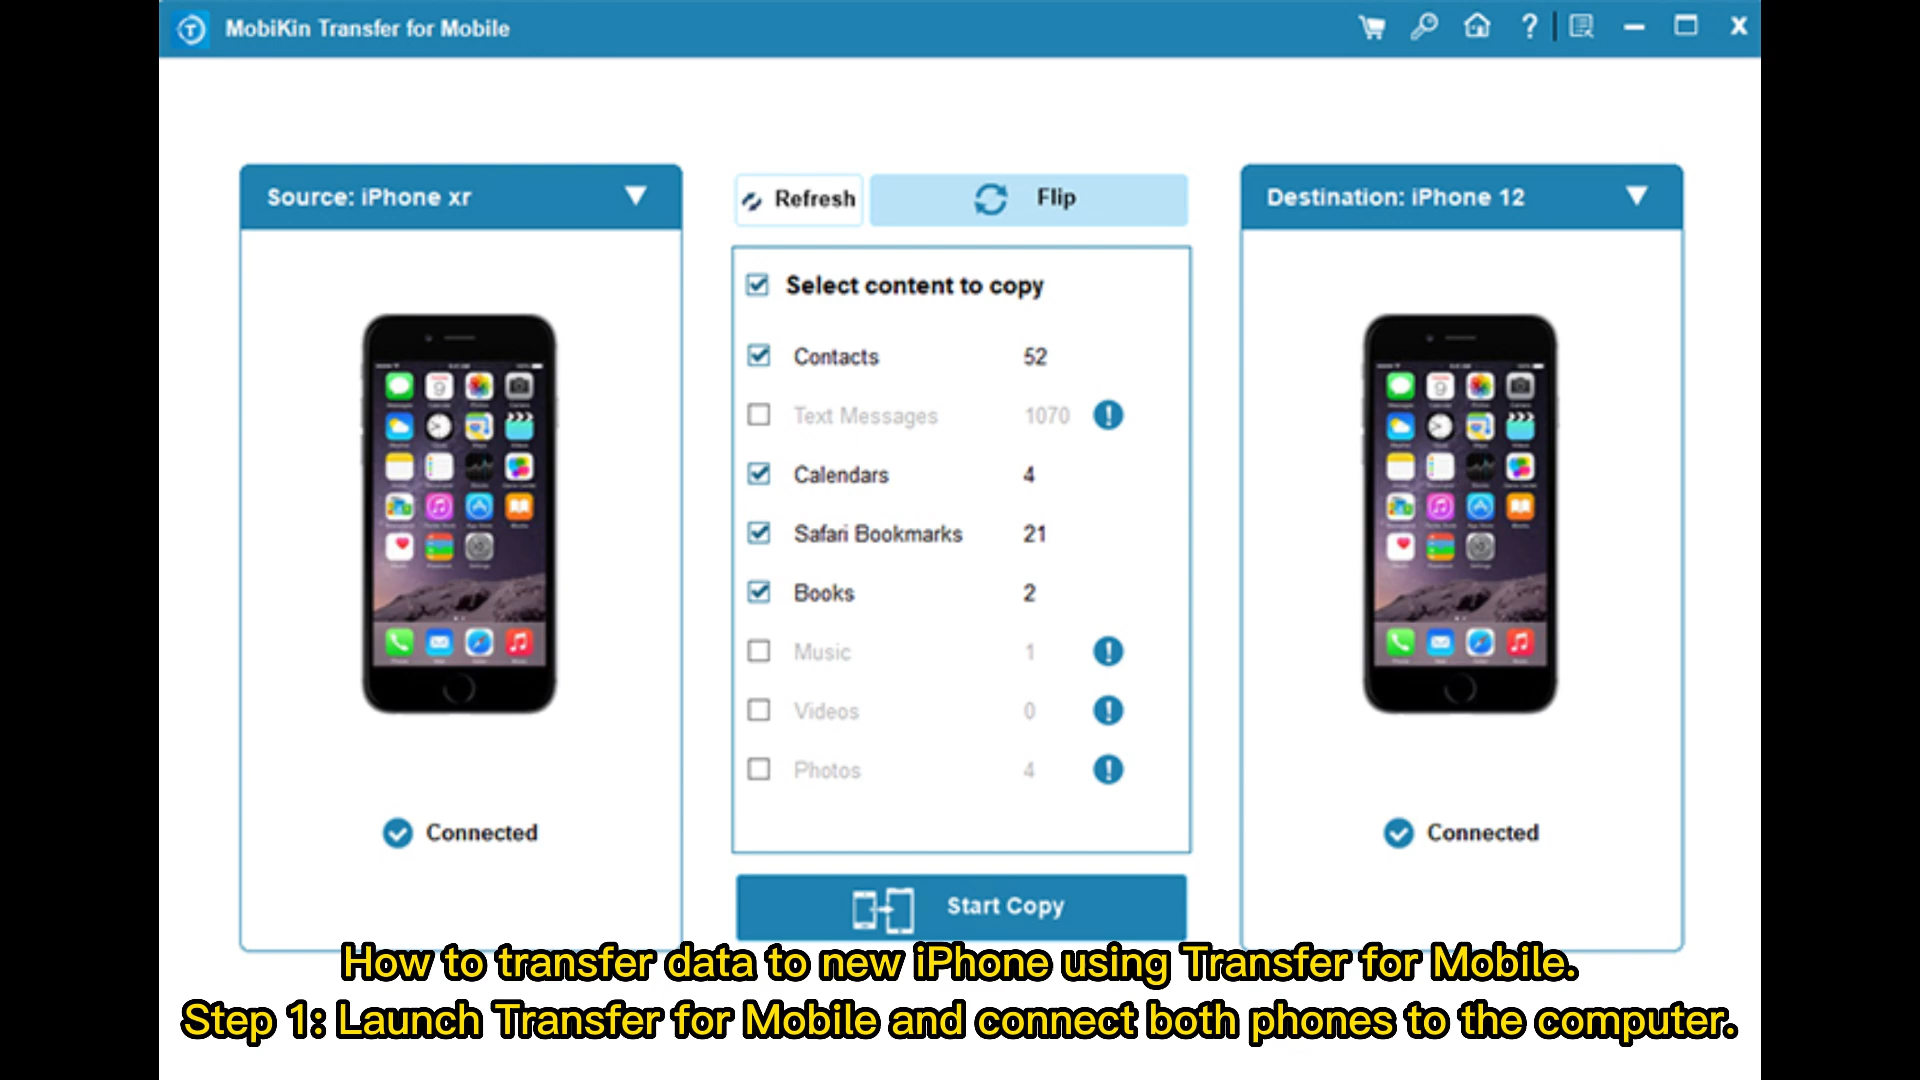 MobiKin Transfer for Mobile
Source: iPhone xr
Refresh
Flip
Destination: iPhone 12
Select content to copy
Contacts 52
Text Messages 1070
Calendars 4
Safari Bookmarks 21
Books 2
Music 1
Videos 0
Photos 4
Connected
Connected
Start Copy
How to transfer data to new iPhone using Transfer for Mobile.
Step 1: Launch Transfer for Mobile and connect both phones to the computer.